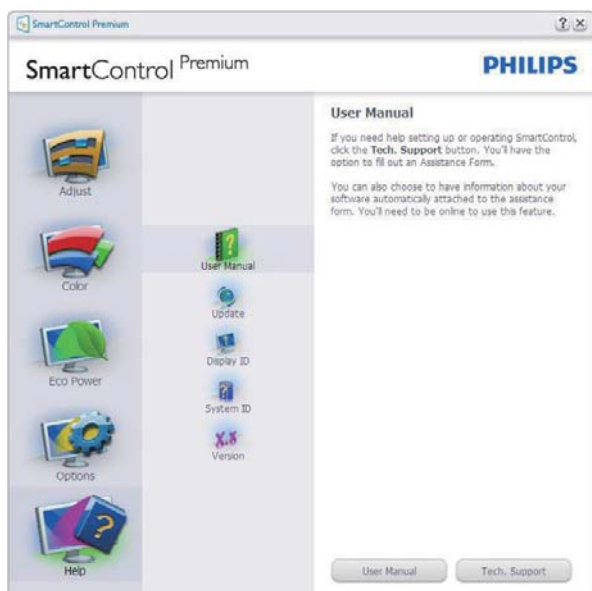 SmartControl Premium
? X
SmartControl Premium
PHILIPS
Adjust
Color
Eco Power
Options
Help
User Manual
Update
Display ID
System ID
X.X
Version
User Manual
If you need help setting up or operating SmartControl,
click the Tech. Support button. You'll have the
option to fill out an Assistance Form.
You can also choose to have information about your
software automatically attached to the assistance
form. You'll need to be online to use this feature.
User Manual
Tech. Support